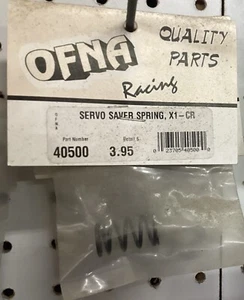 OFNA
QUALITY
PARTS
Racing
SERVO SAVER SPRING, X1-CR
Part Number
40500 3.95